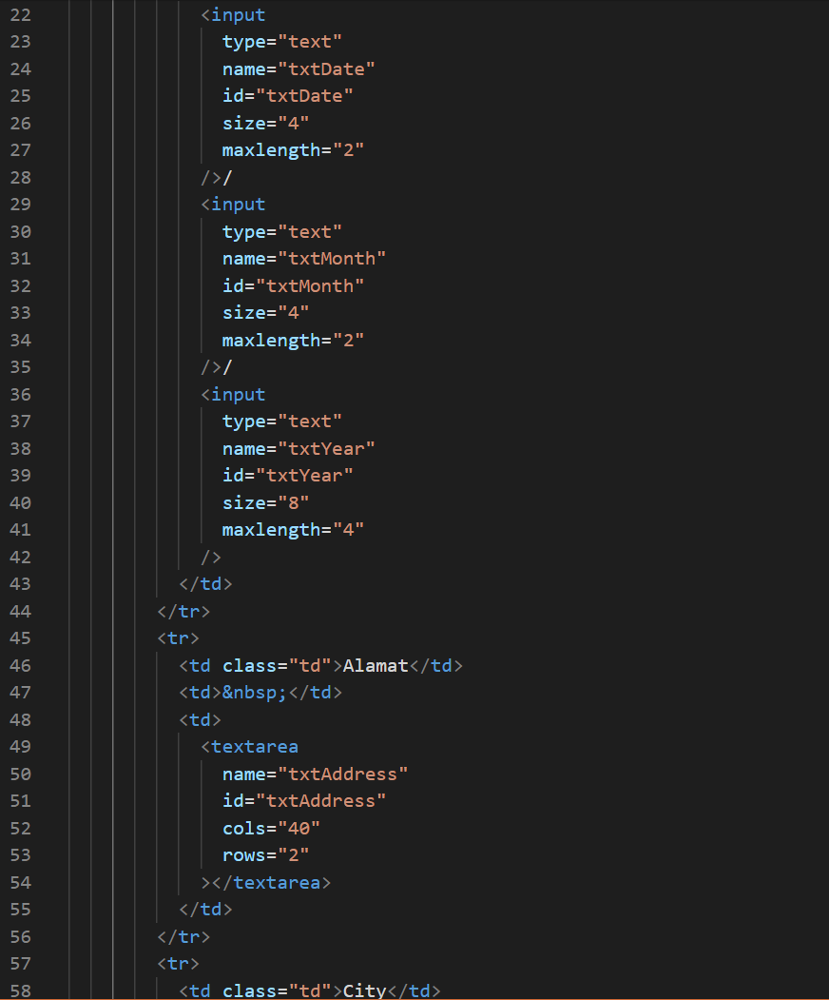 22 <input
23 type="text"
24 name="txtDate"
25 id="txtDate"
26 size="4"
27 maxlength="2"
28 />/
29 <input
30 type="text"
31 name="txtMonth"
32 id="txtMonth"
33 size="4"
34 maxlength="2"
35 />/
36 <input
37 type="text"
38 name="txtYear"
39 id="txtYear"
40 size="8"
41 maxlength="4"
42 />
43 </td>
44 </tr>
45 <tr>
46 <td class="td">Alamat</td>
47 <td>&nbsp;</td>
48 <td>
49 <textarea
50 name="txtAddress"
51 id="txtAddress"
52 cols="40"
53 rows="2"
54 ></textarea>
55 </td>
56 </tr>
57 <tr>
58 <td class="td">City</td>